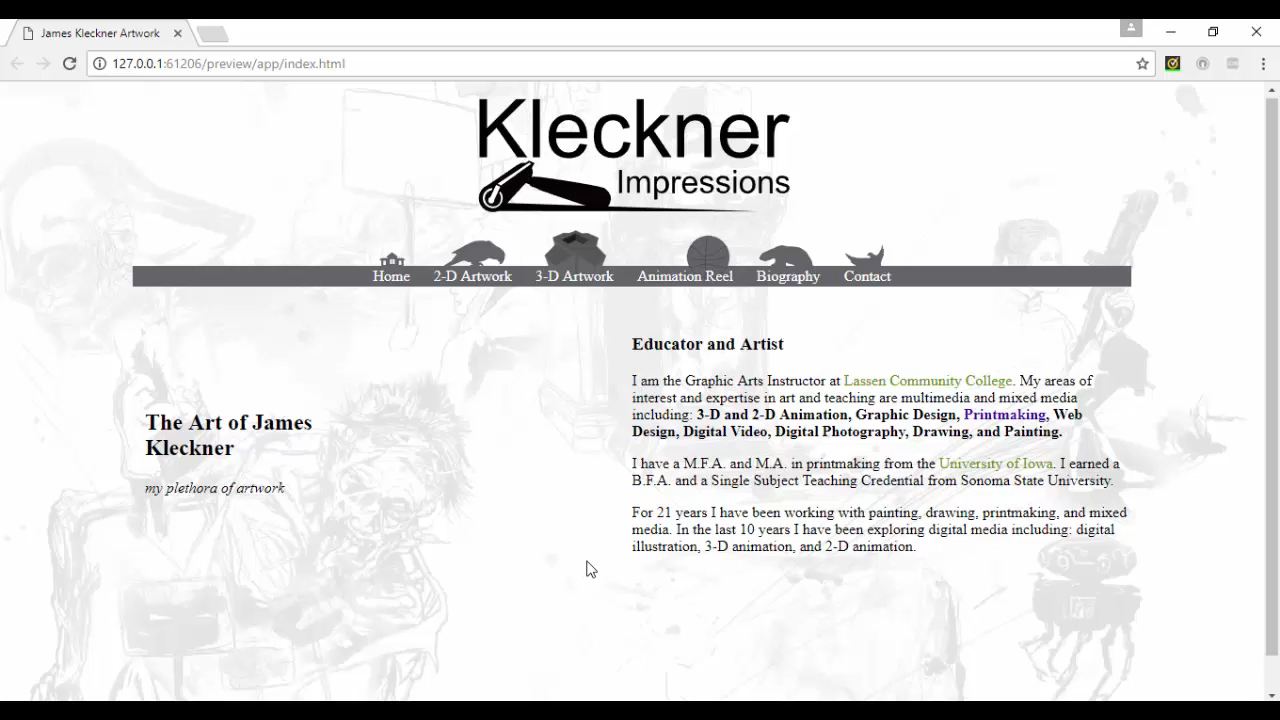 James Kleckner Artwork
127.0.0.1:61206/preview/app/index.html
Kleckner
Impressions
Home 2-D Artwork 3-D Artwork Animation Reel Biography Contact
Educator and Artist
I am the Graphic Arts Instructor at Lassen Community College. My areas of
interest and expertise in art and teaching are multimedia and mixed media
including: 3-D and 2-D Animation, Graphic Design, Printmaking, Web
Design, Digital Video, Digital Photography, Drawing, and Painting.
I have a M.F.A. and M.A. in printmaking from the University of Iowa. I earned a
B.F.A. and a Single Subject Teaching Credential from Sonoma State University.
For 21 years I have been working with painting, drawing, printmaking, and mixed
media. In the last 10 years I have been exploring digital media including: digital
illustration, 3-D animation, and 2-D animation.
The Art of James
Kleckner
my plethora of artwork